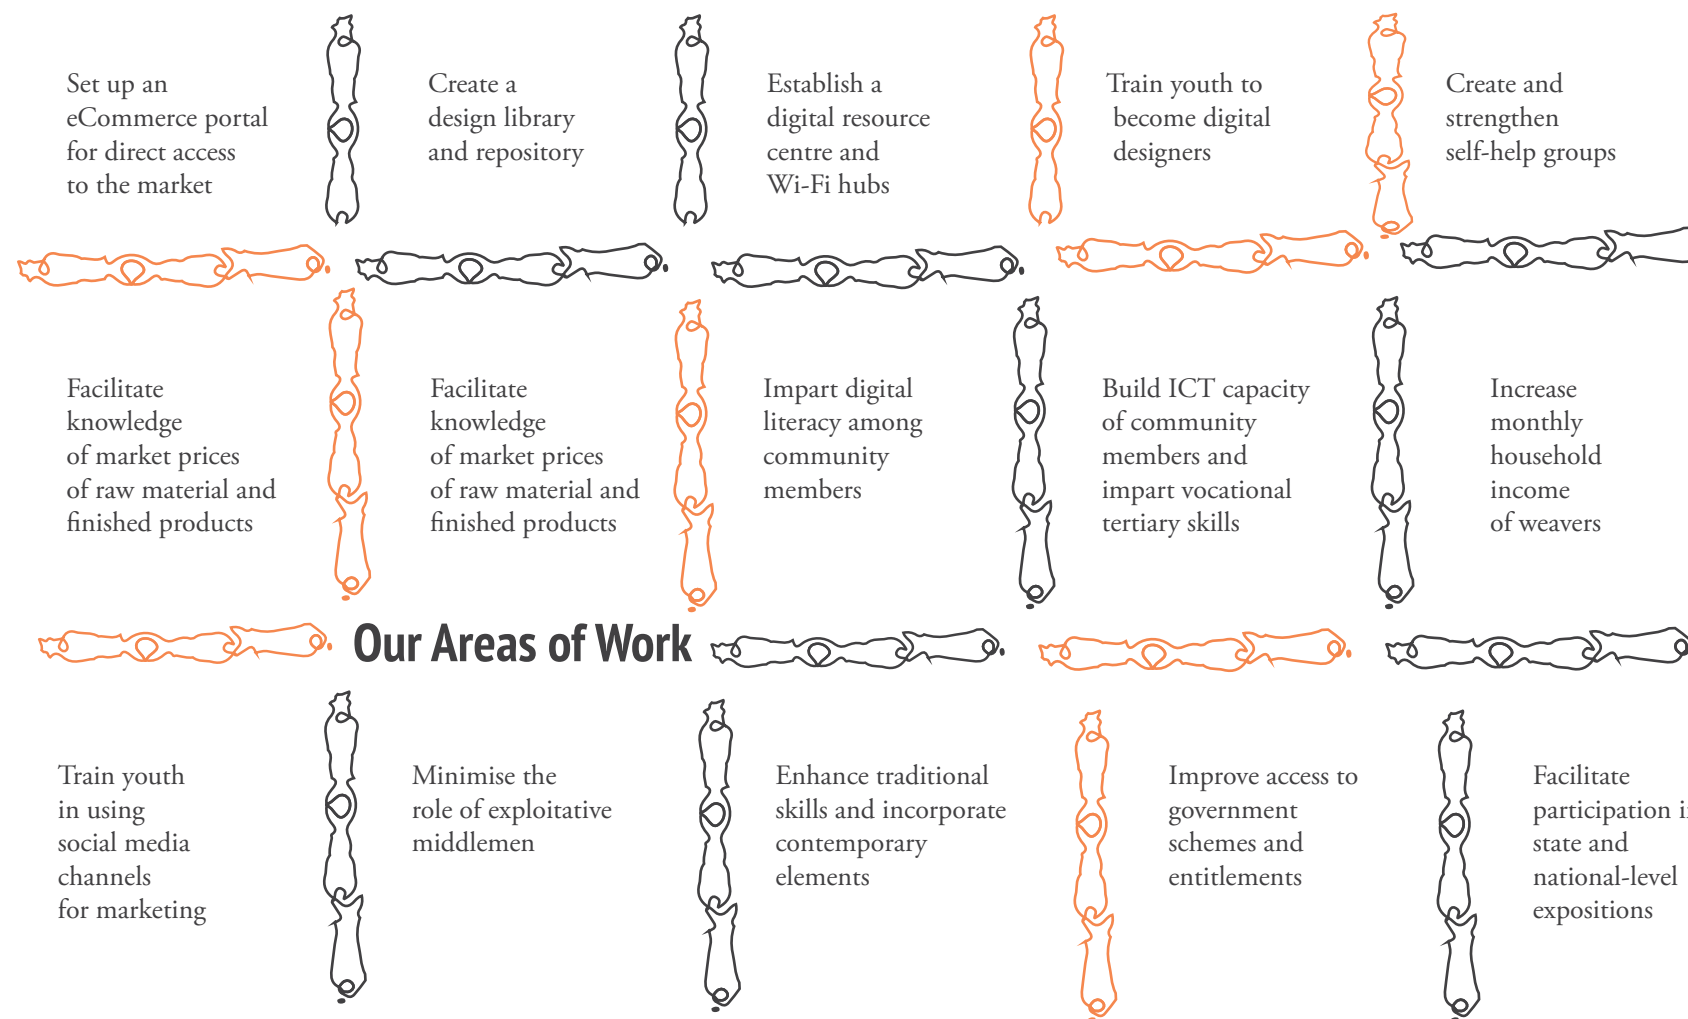 Set up an
eCommerce portal
for direct access
to the market
Create a
design library
and repository
Establish a
digital resource
centre and
Wi-Fi hubs
Train youth to
become digital
designers
Create and
strengthen
self-help groups
Facilitate
knowledge
of market prices
of raw material and
finished products
Facilitate
knowledge
of market prices
of raw material and
finished products
Impart digital
literacy among
community
members
Build ICT capacity
of community
members and
impart vocational
tertiary skills
Increase
monthly
household
income
of weavers
Our Areas of Work
Train youth
in using
social media
channels
for marketing
Minimise the
role of exploitative
middlemen
Enhance traditional
skills and incorporate
contemporary
elements
Improve access to
government
schemes and
entitlements
Facilitate
participation
state and
national-level
expositions